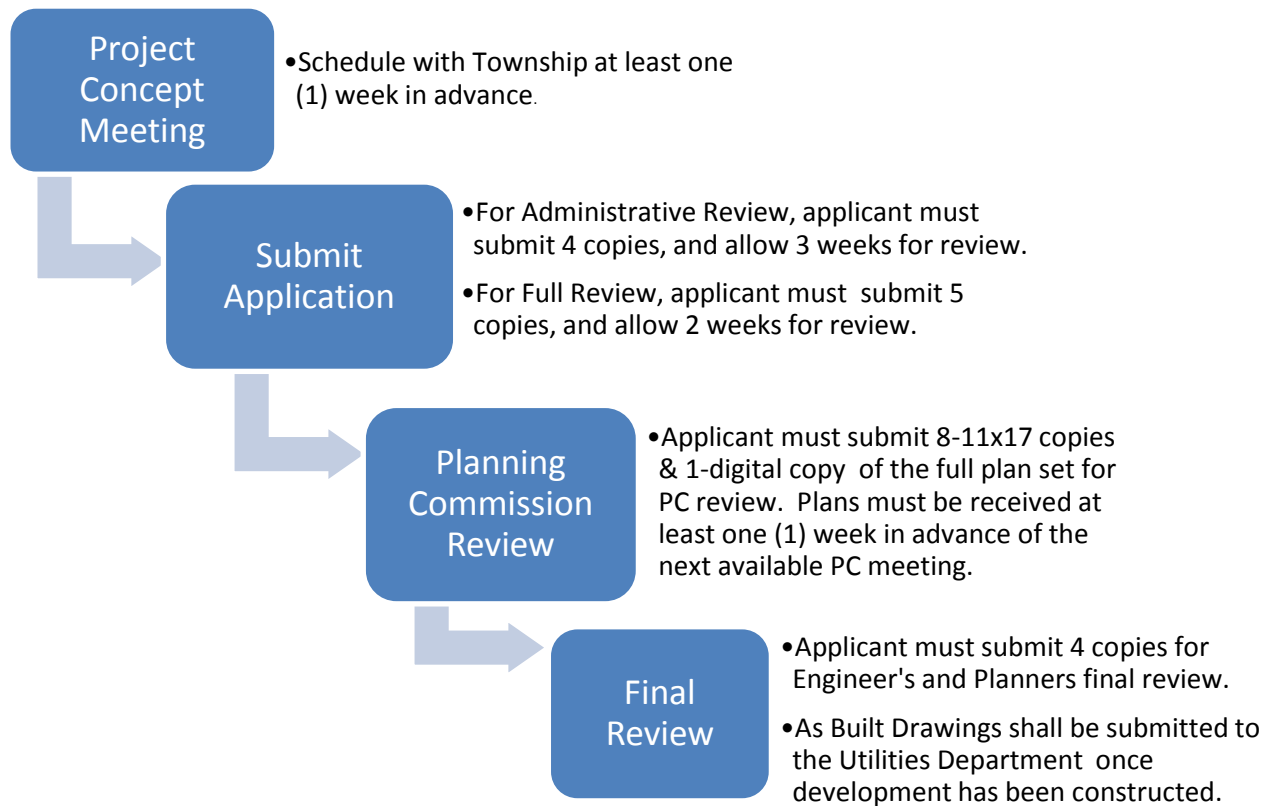 Project
Concept
Meeting
•Schedule with Township at least one
(1) week in advance.
Submit
Application
•For Administrative Review, applicant must
submit 4 copies, and allow 3 weeks for review.
•For Full Review, applicant must submit 5
copies, and allow 2 weeks for review.
Planning
Commission
Review
•Applicant must submit 8-11x17 copies
& 1-digital copy of the full plan set for
PC review. Plans must be received at
least one (1) week in advance of the
next available PC meeting.
Final
Review
•Applicant must submit 4 copies for
Engineer's and Planners final review.
•As Built Drawings shall be submitted to
the Utilities Department once
development has been constructed.